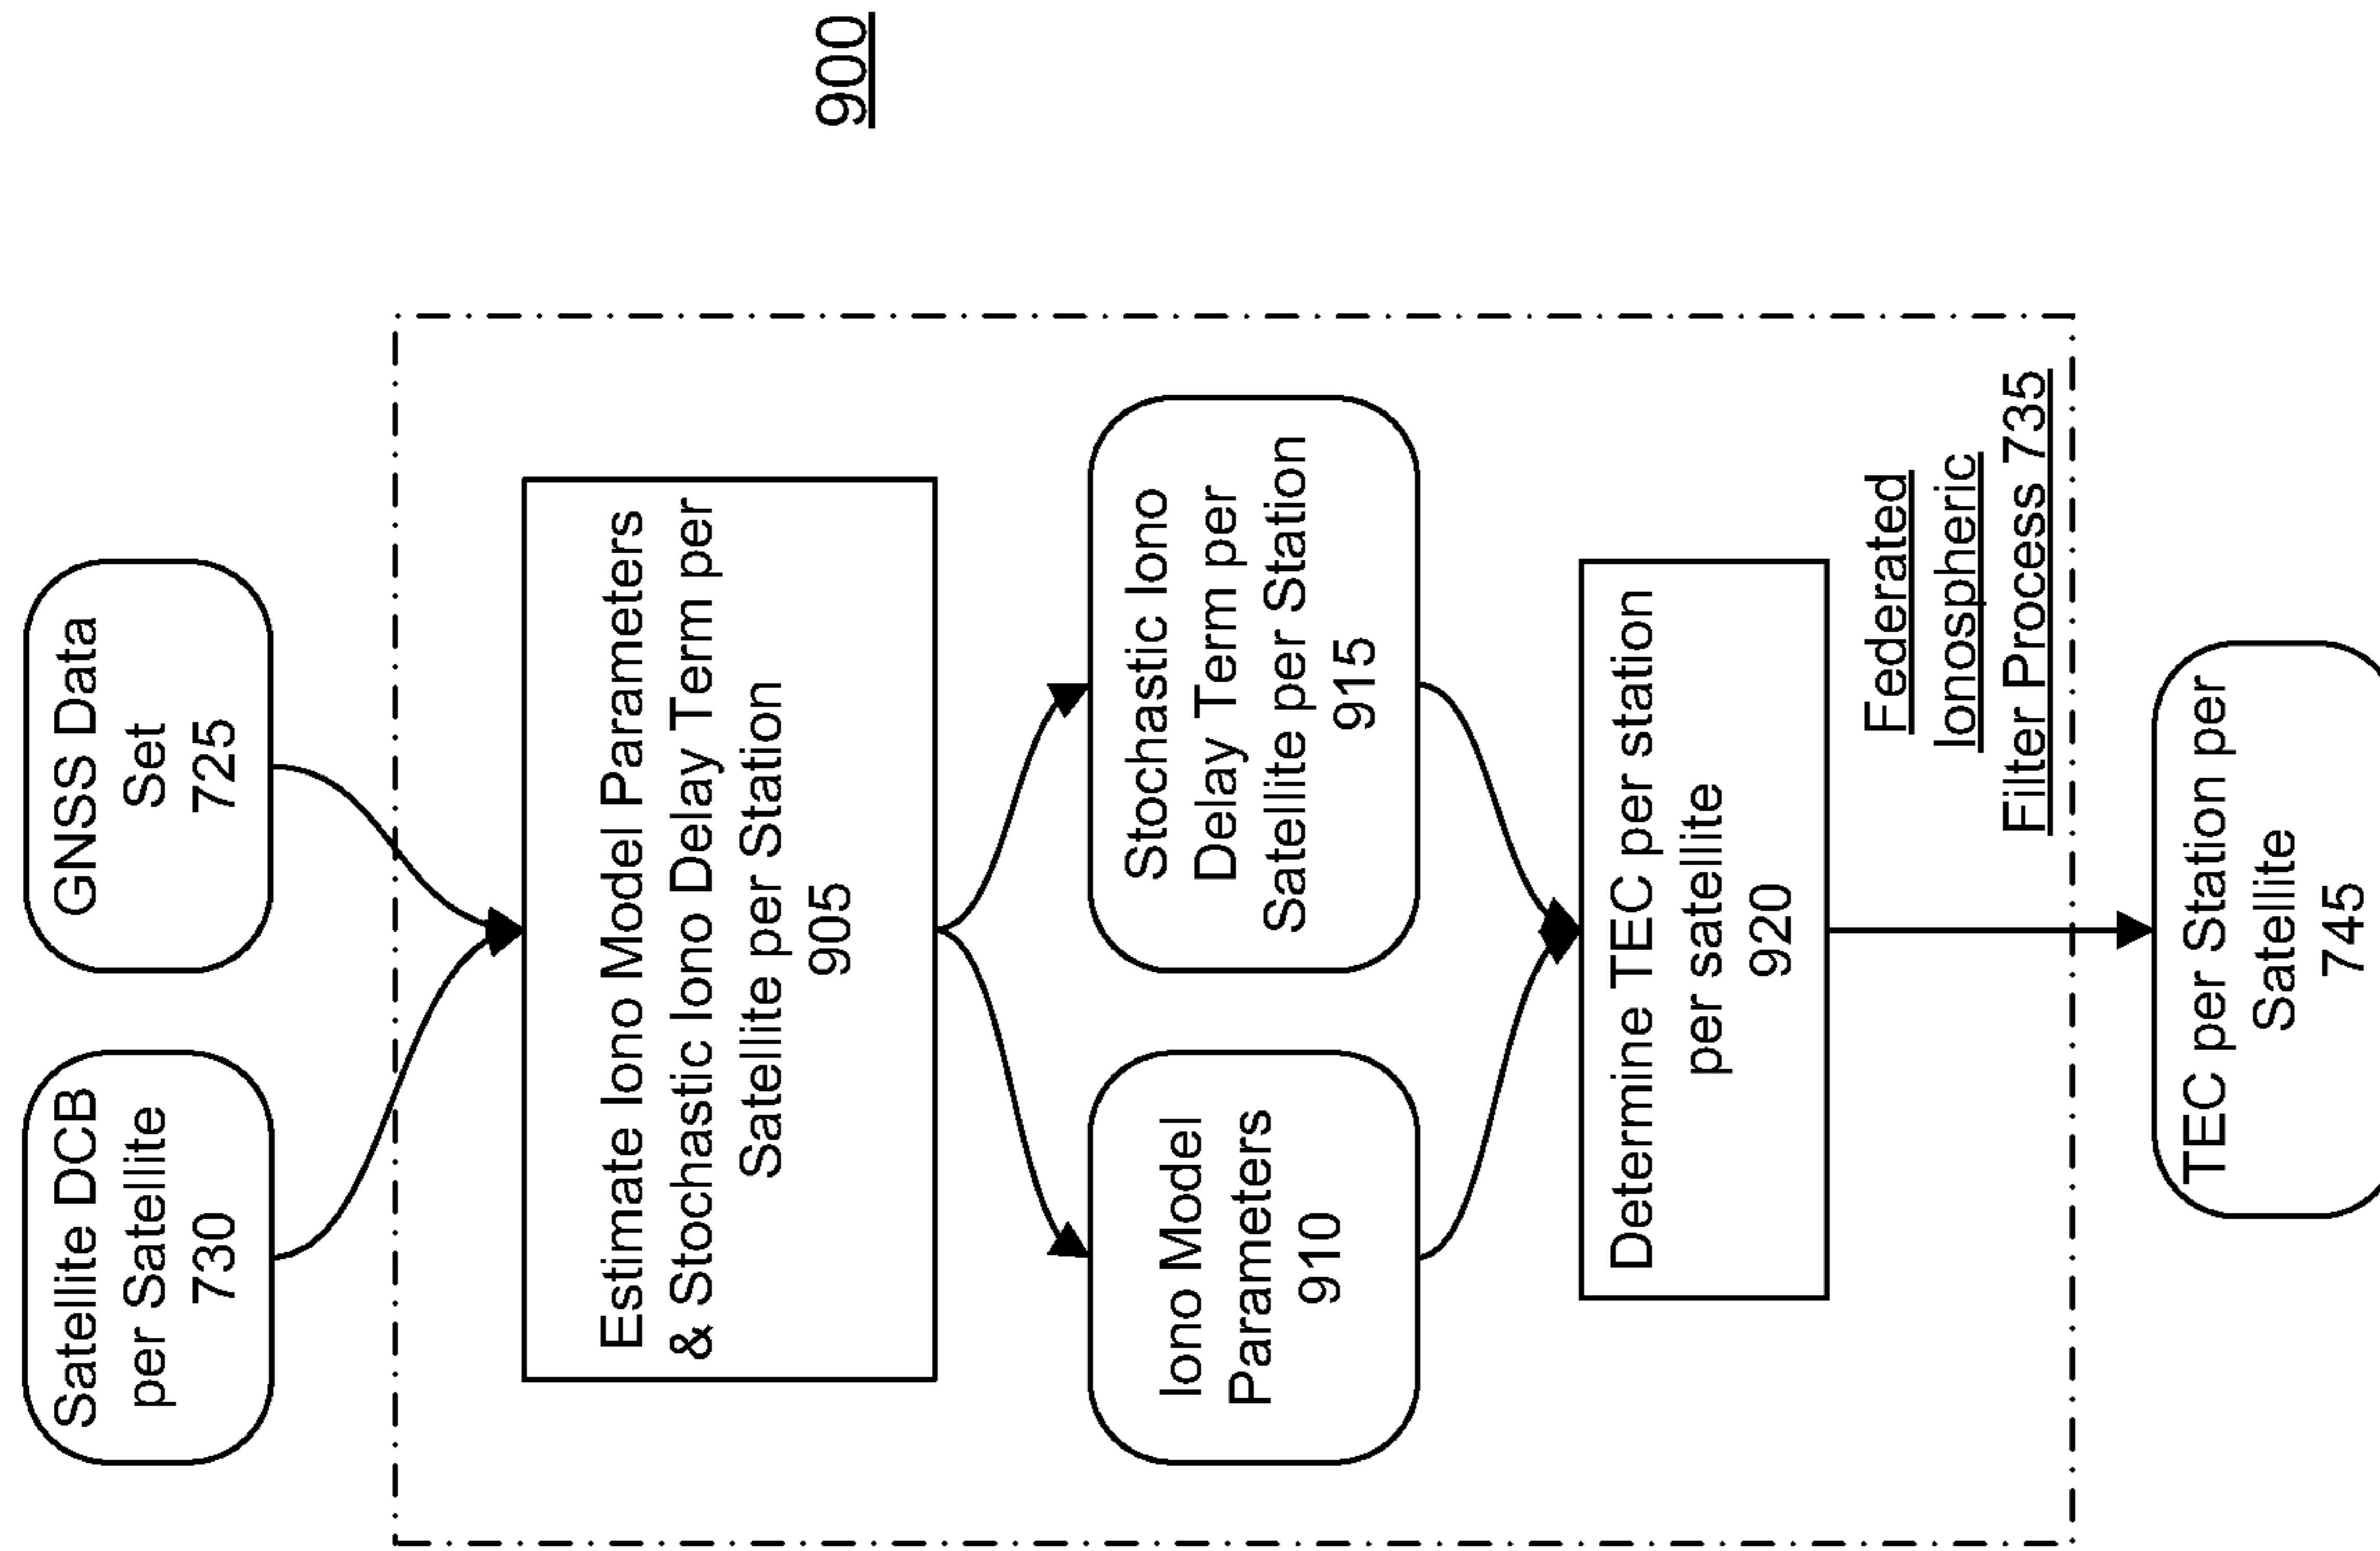 900
Satellite DCB
per Satellite
730
GNSS Data
Set
725
Estimate Iono Model Parameters
& Stochastic Iono Delay Term per
Satellite per Station
905
Iono Model
Parameters
910
Stochastic Iono
Delay Term per
Satellite per Station
915
Determine TEC per station
per satellite
920
Federated
Ionospheric
Filter Process 735
TEC per Station per
Satellite
745